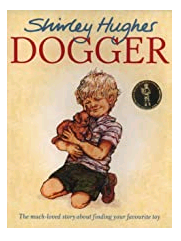 Shirley Hughes
DOGGER
The much-loved story about finding your favourite toy